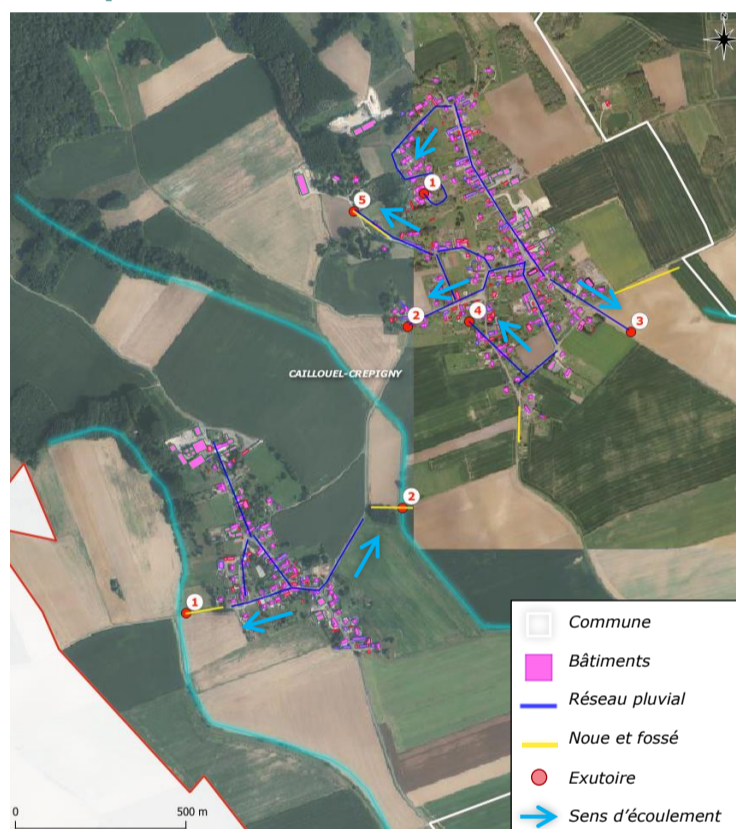 1
5
2
4
3
CAILLOUEL-CREPIGNY
2
1
Commune
Bâtiments
Réseau pluvial
Noue et fossé
Exutoire
Sens d'écoulement
0 500 m